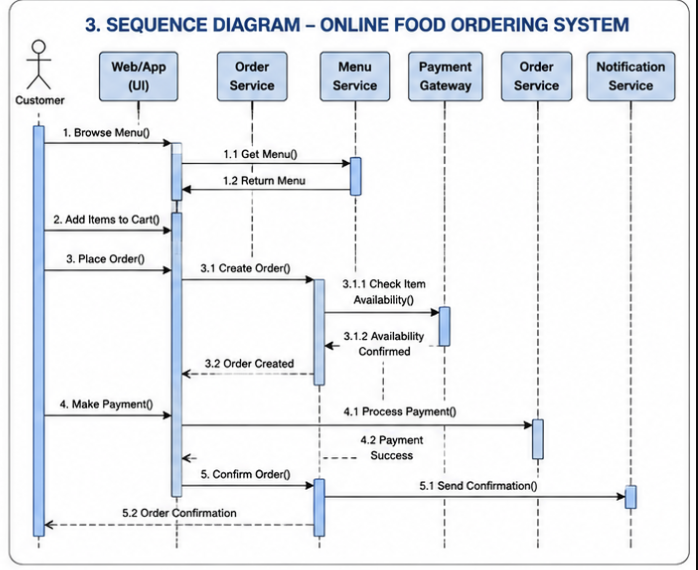 3. SEQUENCE DIAGRAM – ONLINE FOOD ORDERING SYSTEM
Customer
Web/App
(UI)
Order
Service
Menu
Service
Payment
Gateway
Order
Service
Notification
Service
1. Browse Menu()
1.1 Get Menu()
1.2 Return Menu
2. Add Items to Cart()
3. Place Order()
3.1 Create Order()
3.1.1 Check Item
Availability()
3.1.2 Availability
Confirmed
3.2 Order Created
4. Make Payment()
4.1 Process Payment()
4.2 Payment
Success
5. Confirm Order()
5.1 Send Confirmation()
5.2 Order Confirmation